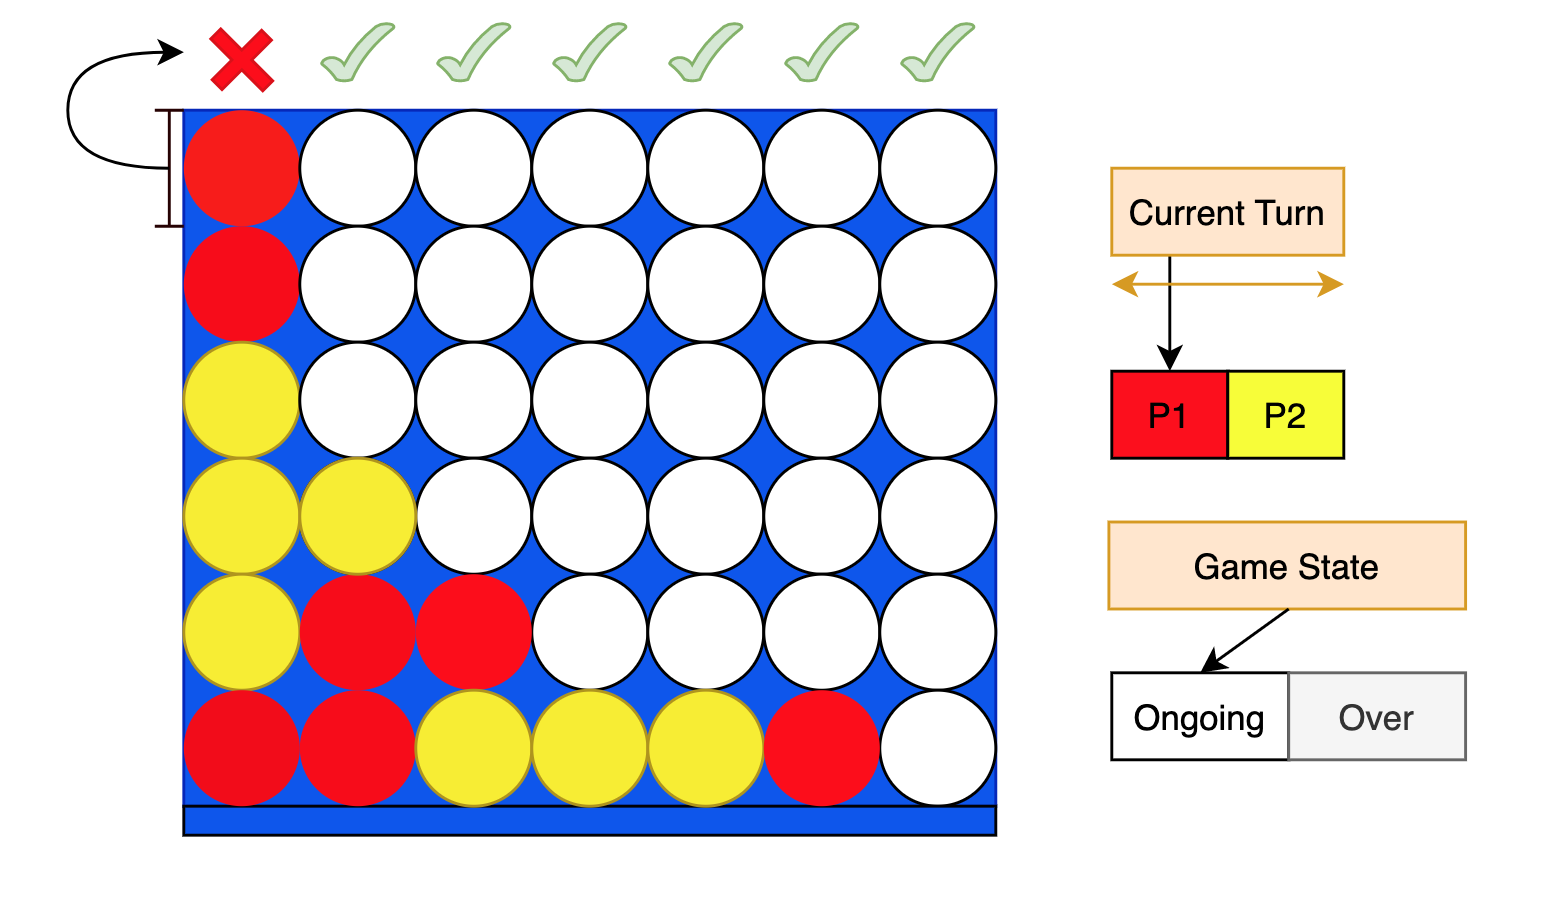 Current Turn
P1 P2
Game State
Ongoing Over